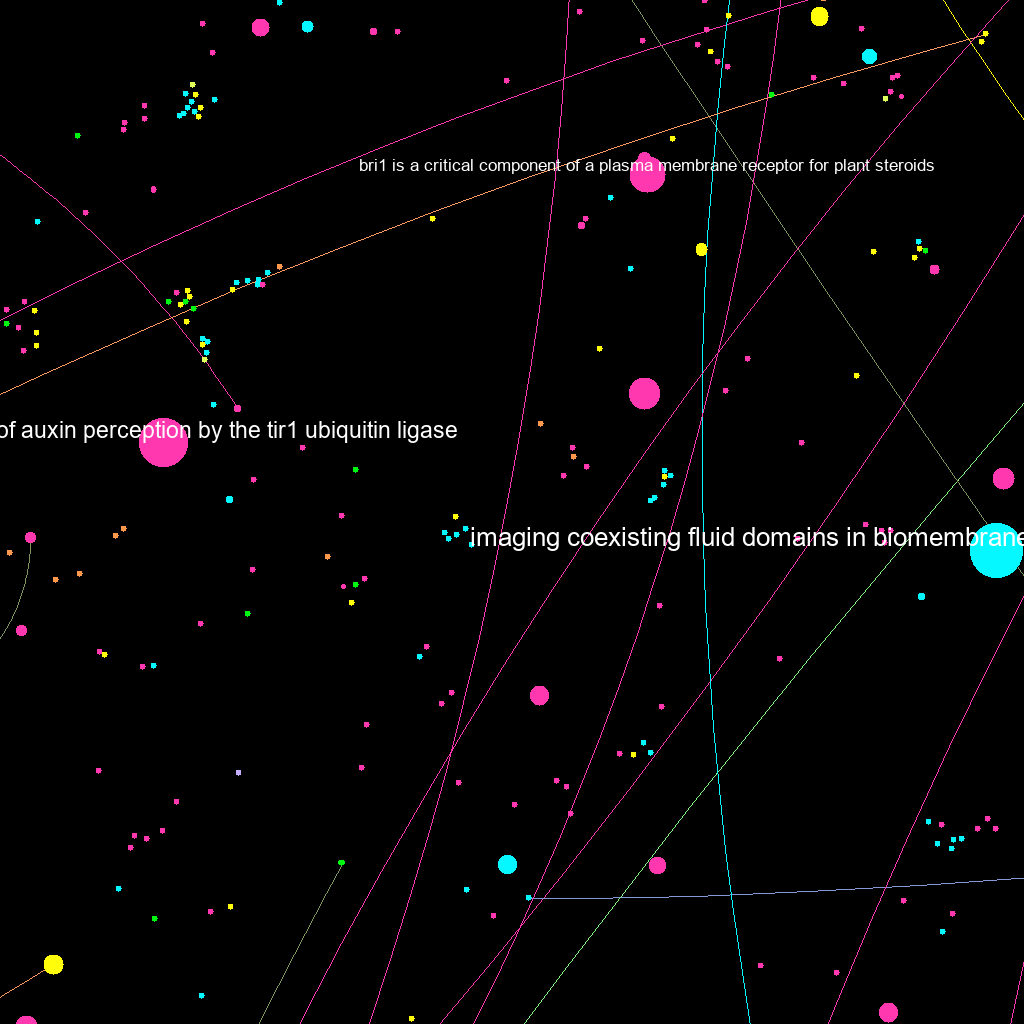 bri1 is a critical component of a plasma membrane receptor for plant steroids
of auxin perception by the tir1 ubiquitin ligase
imaging coexisting fluid domains in biomembrane